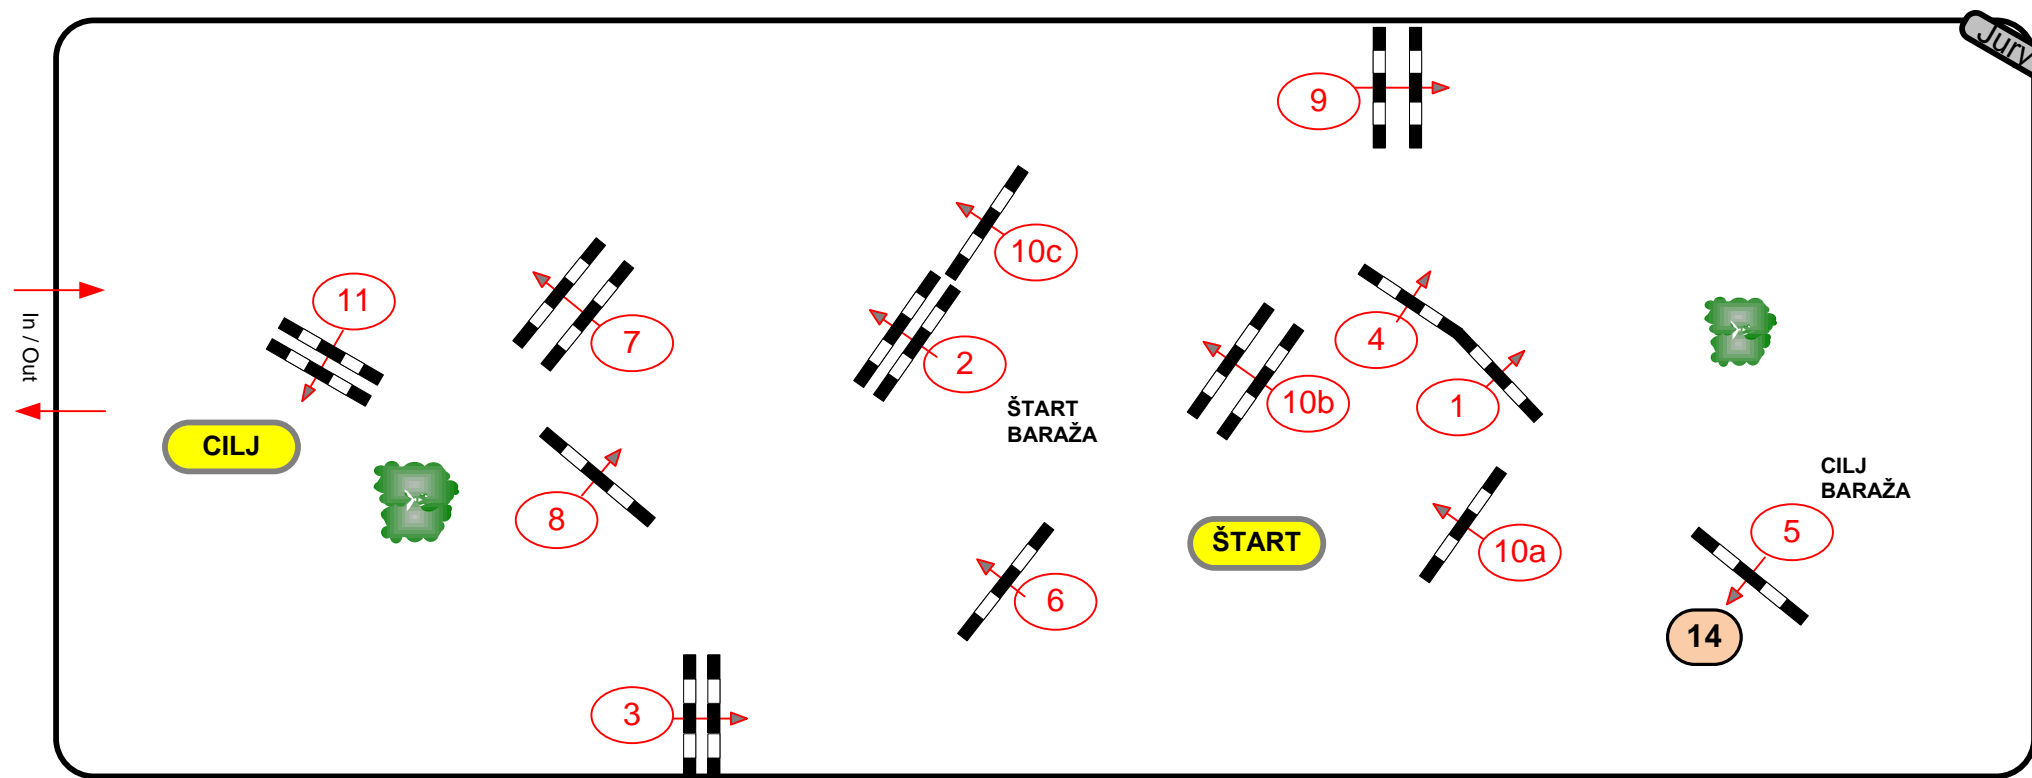 Jury
9
10c
11
In / Out
7
2
4
10b
1
ŠTART
BARAŽA
CILJ
8
ŠTART
10a
CILJ
BARAŽA
5
6
14
3